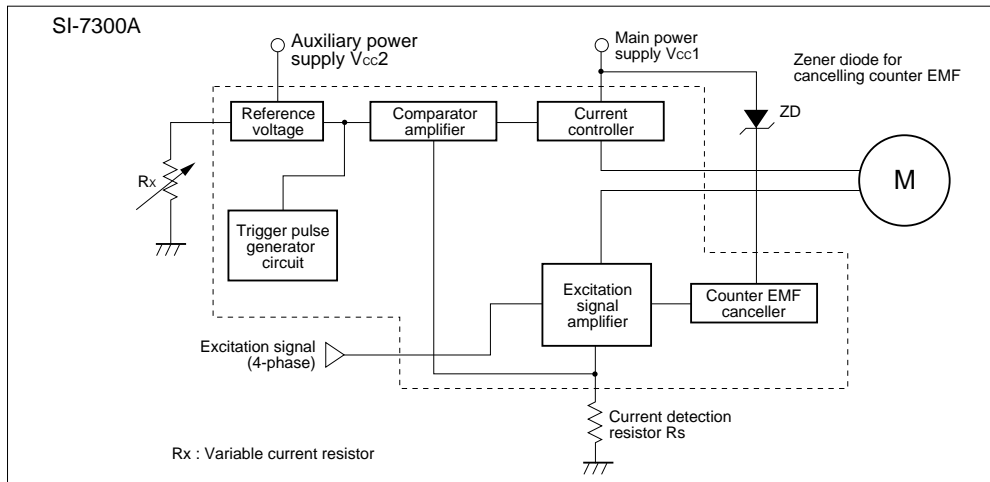 SI-7300A
Auxiliary power
supply Vcc2
Main power
supply Vcc1
Zener diode for
cancelling counter EMF
ZD
Reference
voltage
Comparator
amplifier
Current
controller
Rx
M
Trigger pulse
generator
circuit
Excitation
signal
amplifier
Counter EMF
canceller
Excitation signal
(4-phase)
Current detection
resistor Rs
Rx : Variable current resistor